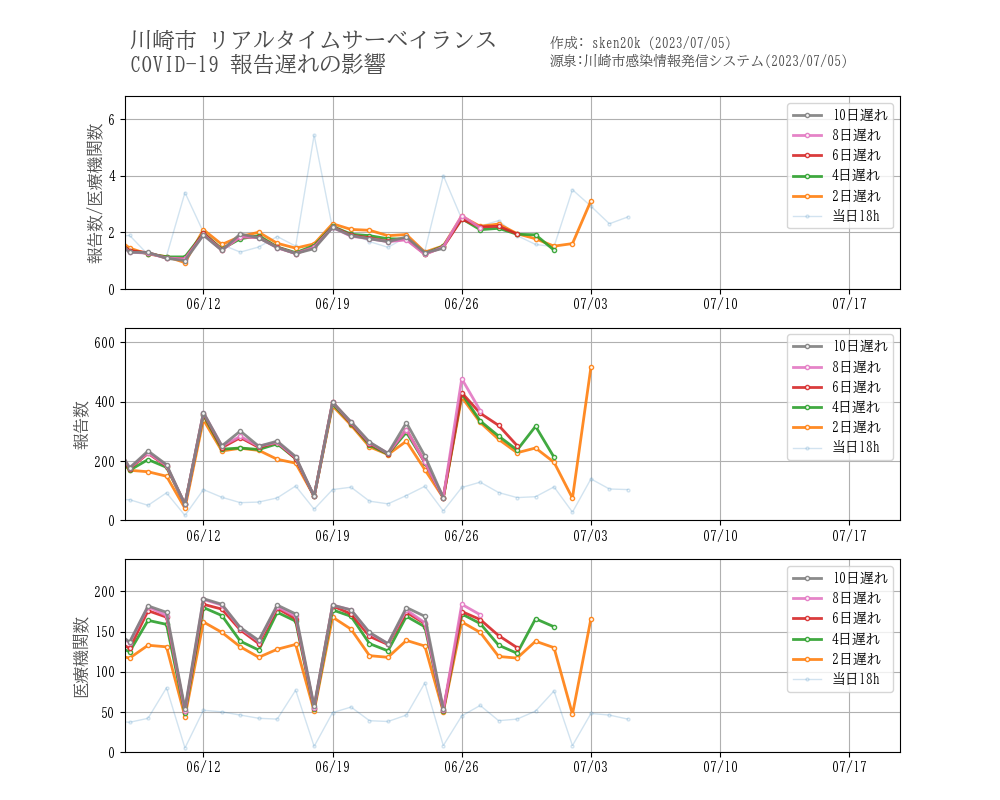 川崎市 リアルタイムサーベイランス
COVID-19 報告遅れの影響
作成: sken20k (2023/07/05)
源泉:川崎市感染情報発信システム(2023/07/05)
報告数/医療機関数
6
4
2
0
10日遅れ
8日遅れ
6日遅れ
4日遅れ
2日遅れ
当日18h
06/12 06/19 06/26 07/03 07/10 07/17
報告数
600
400
200
0
10日遅れ
8日遅れ
6日遅れ
4日遅れ
2日遅れ
当日18h
06/12 06/19 06/26 07/03 07/10 07/17
医療機関数
200
150
100
50
0
10日遅れ
8日遅れ
6日遅れ
4日遅れ
2日遅れ
当日18h
06/12 06/19 06/26 07/03 07/10 07/17